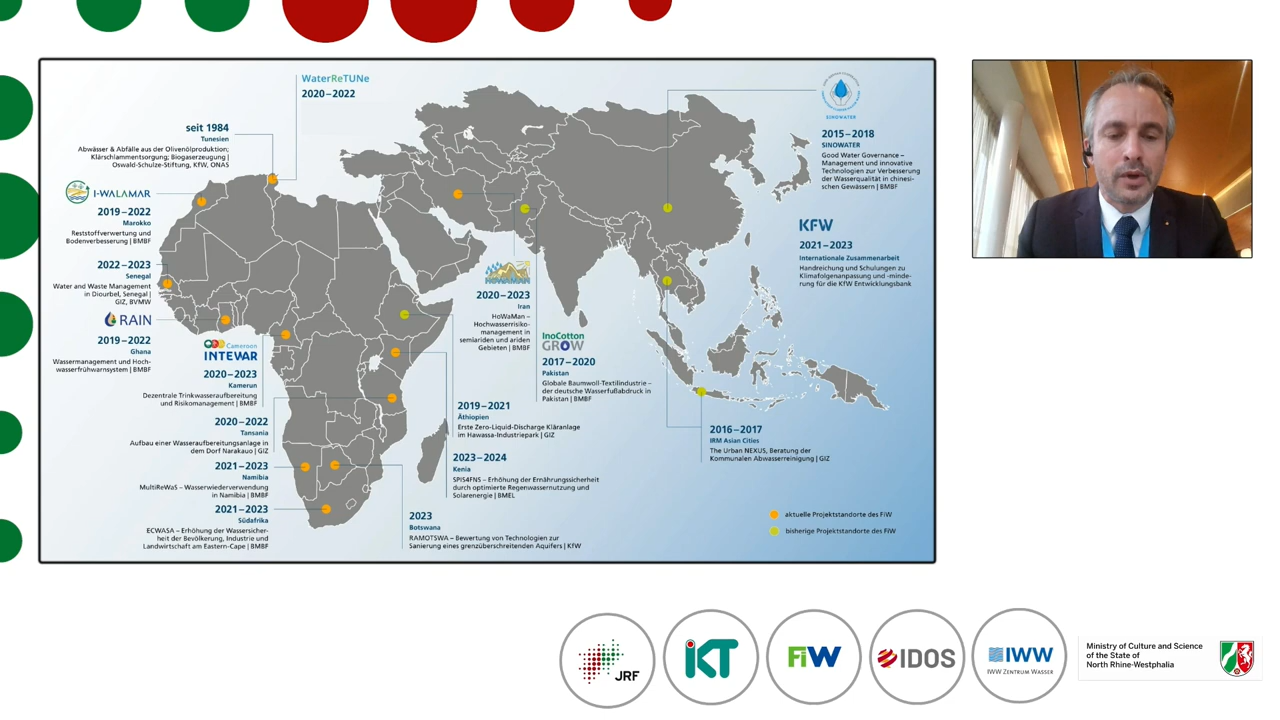 WaterReTUNe
2020–2022
seit 1984
Tunesien
Abwässer & Abfälle aus der Olivenölproduktion;
Klärschlammentsorgung; Biogaserzeugung |
Oswald-Schulze-Stiftung, KfW, ONAS
I-WALAMAR
2019–2022
Marokko
Reststoffverwertung und
Bodenverbesserung | BMBF
2022–2023
Senegal
Water and Waste Management
in Diourbel, Senegal |
GIZ, BVMW
RAIN
2019–2022
Ghana
Wassermanagement und Hoch-
wasserfrühwarnsystem | BMBF
Cameroon
INTEWAR
2020–2023
Kamerun
Dezentrale Trinkwasseraufbereitung
und Risikomanagement | BMBF
2020–2022
Tansania
Aufbau einer Wasseraufbereitungsanlage in
dem Dorf Narakauo | GIZ
2021–2023
Namibia
MultiReWaS – Wasserwiederverwendung
in Namibia | BMBF
2021–2023
Südafrika
ECWASA – Erhöhung der Wassersicher-
heit der Bevölkerung, Industrie und
Landwirtschaft am Eastern-Cape | BMBF
HOWAMAN
2020–2023
Iran
HoWaMan –
Hochwasserrisiko-
management in
semiariden und ariden
Gebieten | BMBF
InoCotton
GROW
2017–2020
Pakistan
Globale Baumwoll-Textilindustrie –
der deutsche Wasserfußabdruck in
Pakistan | BMBF
2019–2021
Äthiopien
Erste Zero-Liquid-Discharge Kläranlage
im Hawassa-Industriepark | GIZ
2023–2024
Kenia
SPIS4FNS – Erhöhung der Ernährungssicherheit
durch optimierte Regenwassernutzung und
Solarenergie | BMEL
2023
Botswana
RAMOTSWA – Bewertung von Technologien zur
Sanierung eines grenzüberschreitenden Aquifers | KfW
SINOWATER
2015–2018
SINOWATER
Good Water Governance –
Management und innovative
Technologien zur Verbesserung
der Wasserqualität in chinesi-
schen Gewässern | BMBF
KFW
2021–2023
Internationale Zusammenarbeit
Handreichung und Schulungen zu
Klimafolgenanpassung und -minde-
rung für die KfW Entwicklungsbank
2016–2017
IRM Asian Cities
The Urban NEXUS, Beratung der
Kommunalen Abwasserreinigung | GIZ
aktuelle Projektstandorte des FiW
bisherige Projektstandorte des FiW
JRF
iKT
FiW
IDOS
IWW
IWW ZENTRUM WASSER
Ministry of Culture and Science
of the State of
North Rhine-Westphalia